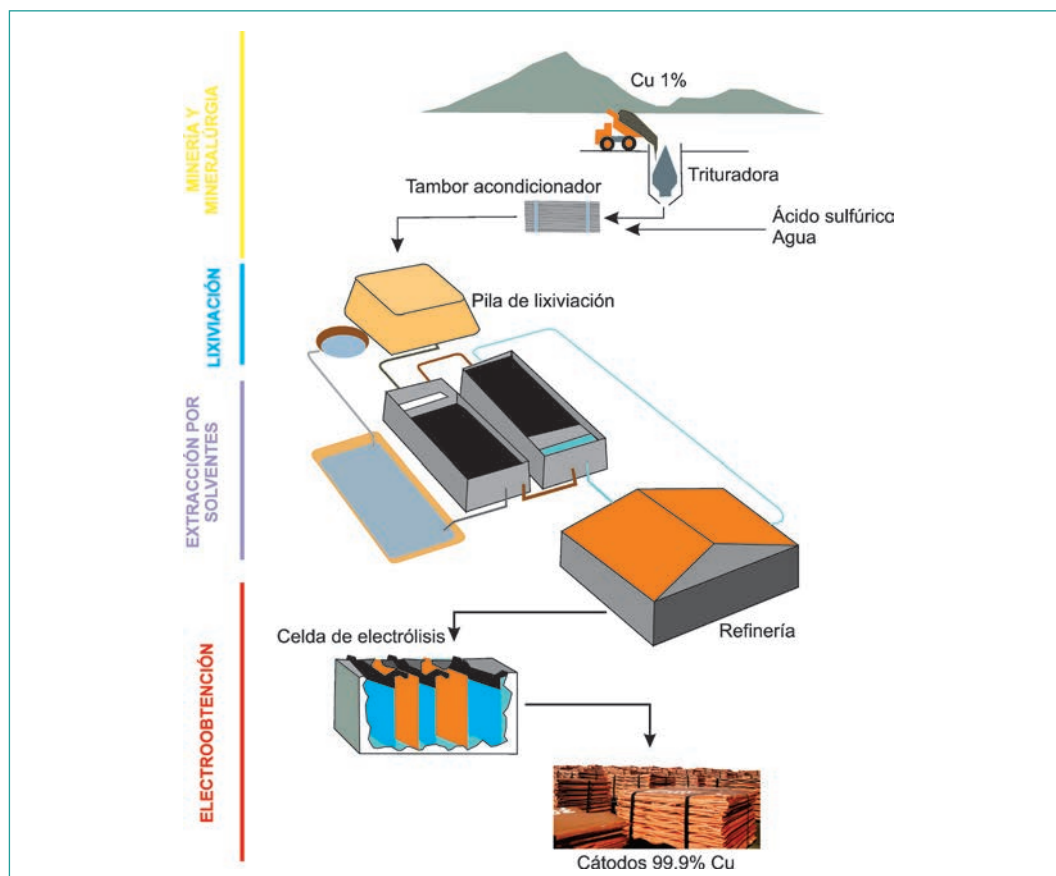 MINERÍA Y
MINERALÚRGIA
Cu 1%
Trituradora
Tambor acondicionador
Ácido sulfúrico
Agua
LIXIVIACIÓN
Pila de lixiviación
EXTRACCIÓN POR
SOLVENTES
Refinería
ELECTROOBTENCIÓN
Celda de electrólisis
Cátodos 99.9% Cu